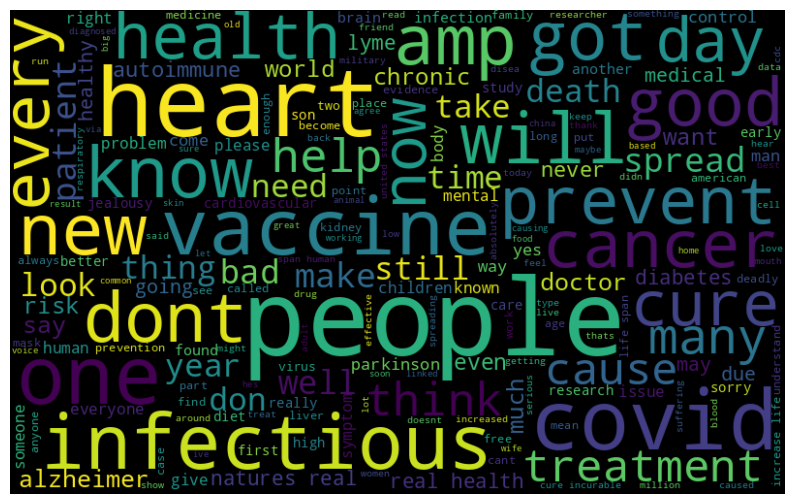 right
medicine
brain
infection
family
researcher
something
every
old
friend
read
control
cdc
diagnosed
health
lyme
amp
got
day
big
autoimmune
world
chronic
military
disea
another
medical
data
run
patient
healthy
heart
two
study
death
good
enough
son
place
evidence
take
become
agree
body
want
early
via
problem
come
please
back
put
keep
china
thank
based
hear
know
sure
help
now
will
long
maybe
never
spread
man
didn
belt
respiratory
need
time
point
mental
today
american
result
skin
jealousy
cardiovascular
united states
animal
prevent
cell
new
vaccine
said
kidney
working
low
absolutely
causing
food
cancer
always
better
let
great
span human
yes
feel
home
love
mouth
thing
bad
make
still
way
doctor
deadly
look
common
going
see
called
children
known
diabetes
risk
drug
care
type
live
age
life span
cure
say
mask
prevention
found
effective
spreading
work
thats
many
voice
human
might
dont
people
adult
virus
parkinson
even
getting
cause
may
due
understand
one
year
hes
soon
linked
don
well
think
much
serious
research
issue
sorry
part
everyone
find
really
diet
liver
symptom
lot
doesnt
suffering
blood
mean
someone
anyone
around
treat
increased
first
high
free
wife
covid
increase life
infectious
cant
case
live
women
treatment
million
caused
alzheimer
show
give
natures real
real health
cure incurable